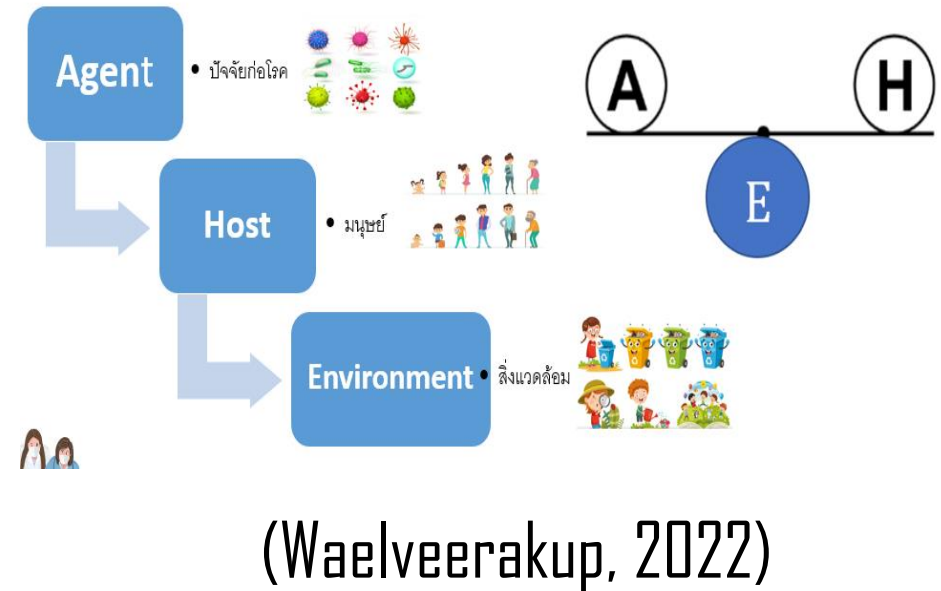 Agent
• ปัจจัยก่อโรค
A
H
E
Host
• มนุษย์
Environment
• สิ่งแวดล้อม
(Waelveerakup, 2022)